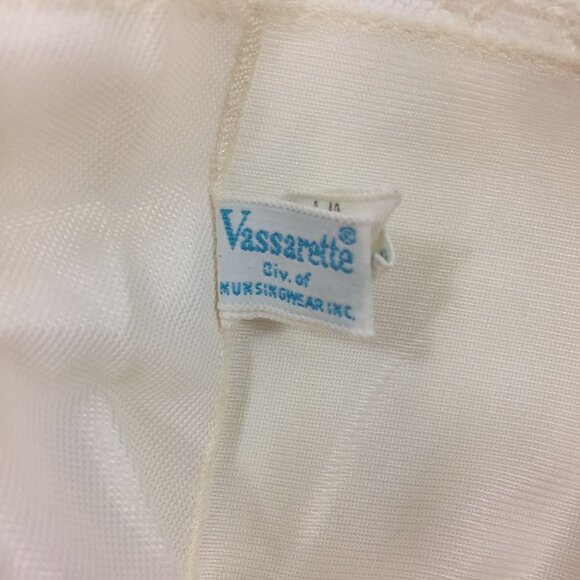 Vassarette®
Div. of
MUNSINGWEAR INC.